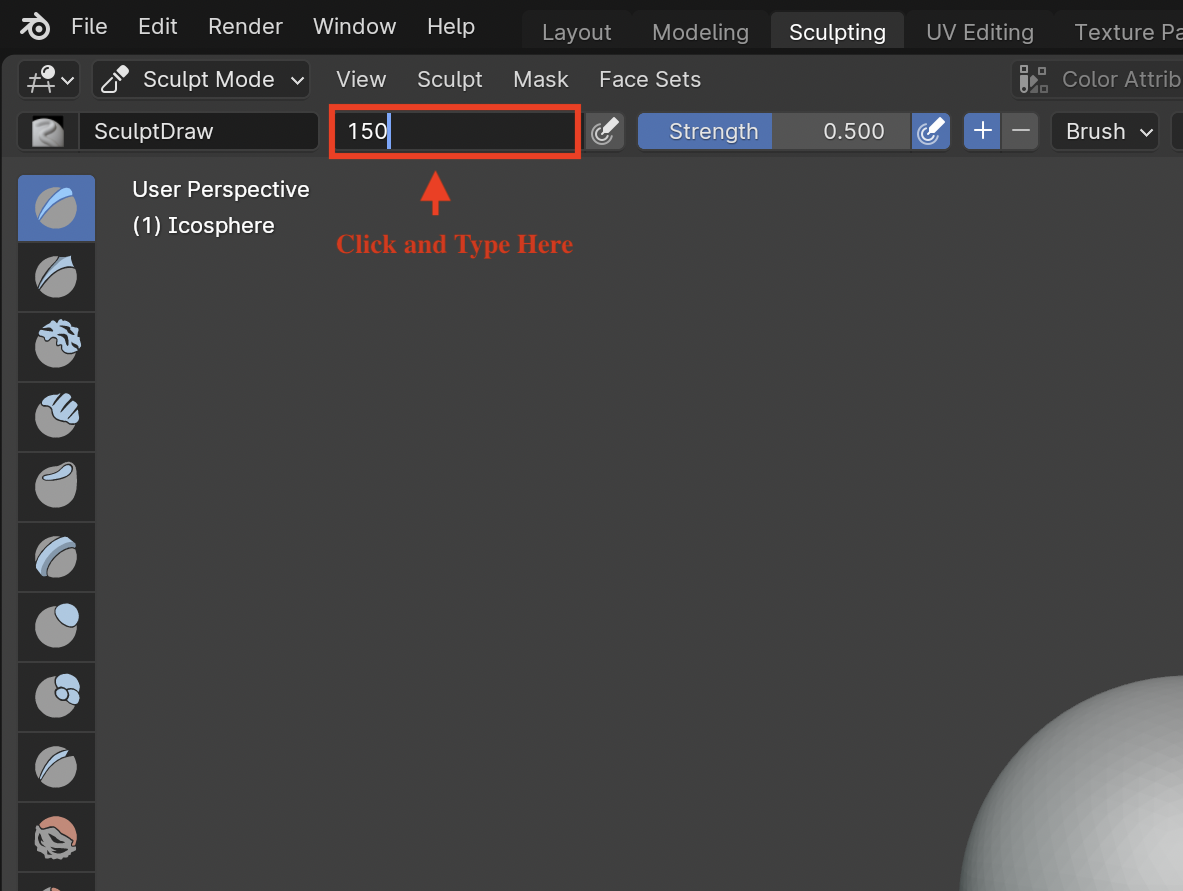 File Edit Render Window Help Layout Modeling Sculpting UV Editing Texture
Sculpt Mode View Sculpt Mask Face Sets Color Attrib
SculptDraw 150 Strength 0.500 + − Brush
User Perspective
(1) Icosphere
Click and Type Here